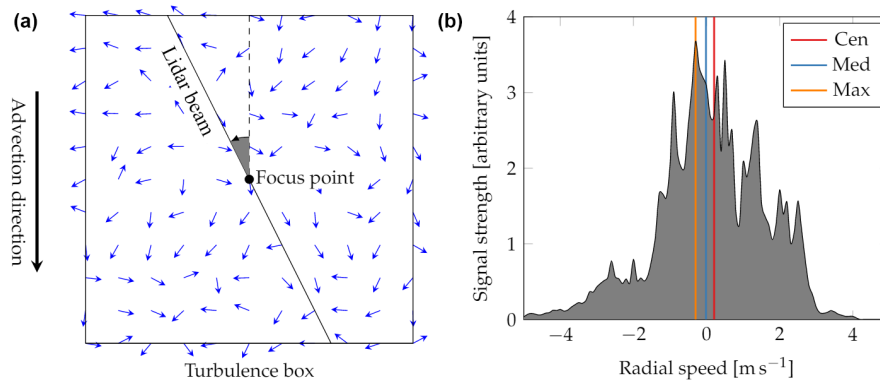 (a)
Advection direction
Lidar beam
Focus point
Turbulence box
(b)
Signal strength [arbitrary units]
4
3
2
1
0
Cen
Med
Max
−4
−2
0
2
4
Radial speed [m s⁻¹]